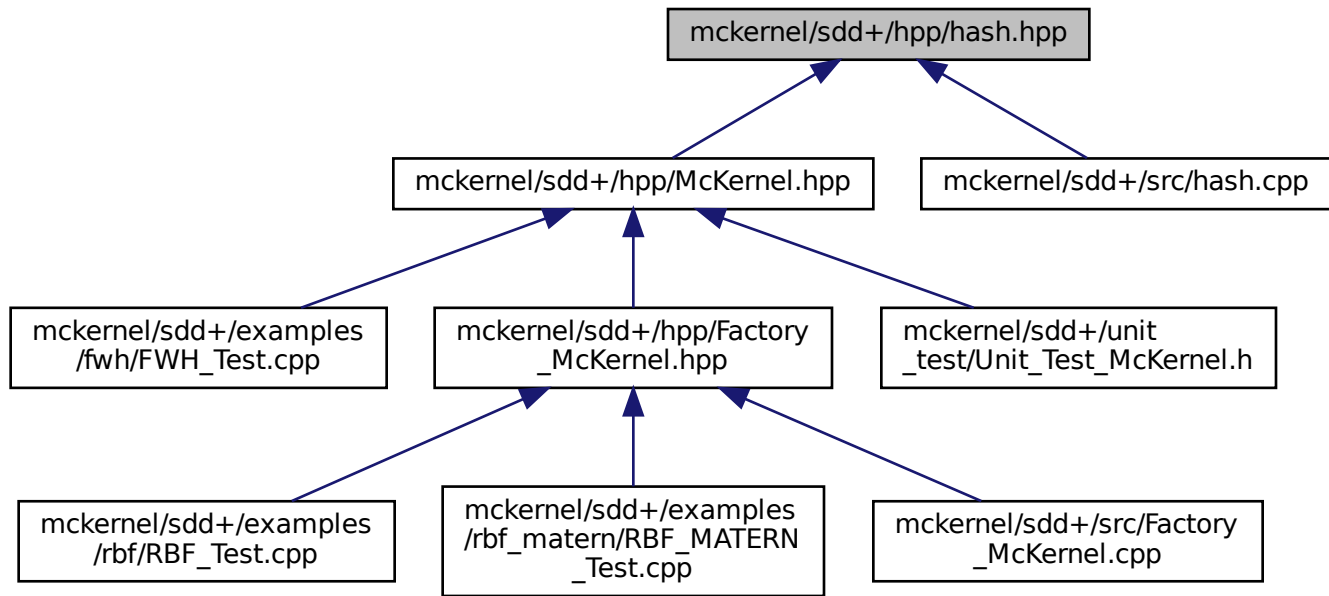 mckernel/sdd+/hpp/hash.hpp
mckernel/sdd+/hpp/McKernel.hpp
mckernel/sdd+/src/hash.cpp
mckernel/sdd+/examples
/fwh/FWH_Test.cpp
mckernel/sdd+/hpp/Factory
_McKernel.hpp
mckernel/sdd+/unit
_test/Unit_Test_McKernel.h
mckernel/sdd+/examples
/rbf/RBF_Test.cpp
mckernel/sdd+/examples
/rbf_matern/RBF_MATERN
_Test.cpp
mckernel/sdd+/src/Factory
_McKernel.cpp